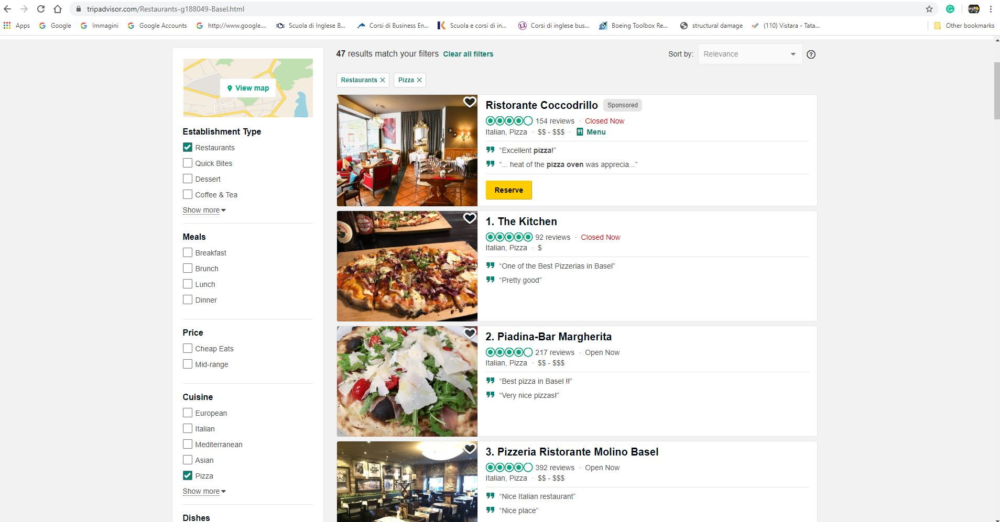 tripadvisor.com/Restaurants-g188049-Basel.html
Apps Google Immagini Google Accounts http://www.google.... Scuola di Inglese B... Corsi di Business En... Scuola e corsi di in... Corsi di inglese bus... Boeing Toolbox Re... structural damage (110) Vistara - Tata... Other bookmarks
View map
Establishment Type
Restaurants
Quick Bites
Dessert
Coffee & Tea
Show more
Meals
Breakfast
Brunch
Lunch
Dinner
Price
Cheap Eats
Mid-range
Cuisine
European
Italian
Mediterranean
Asian
Pizza
Show more
Dishes
47 results match your filters Clear all filters
Sort by: Relevance
Restaurants Pizza
Ristorante Coccodrillo Sponsored
154 reviews · Closed Now
Italian, Pizza · $$ - $$$ · Menu
“Excellent pizza!”
“... heat of the pizza oven was apprecia...”
Reserve
PERONI
1. The Kitchen
92 reviews · Closed Now
Italian, Pizza · $
“One of the Best Pizzerias in Basel”
“Pretty good”
2. Piadina-Bar Margherita
217 reviews · Open Now
Italian, Pizza · $$ - $$$
“Best pizza in Basel !!”
“Very nice pizzas!”
3. Pizzeria Ristorante Molino Basel
392 reviews · Open Now
Italian, Pizza · $$ - $$$
“Nice Italian restaurant”
“Nice place”